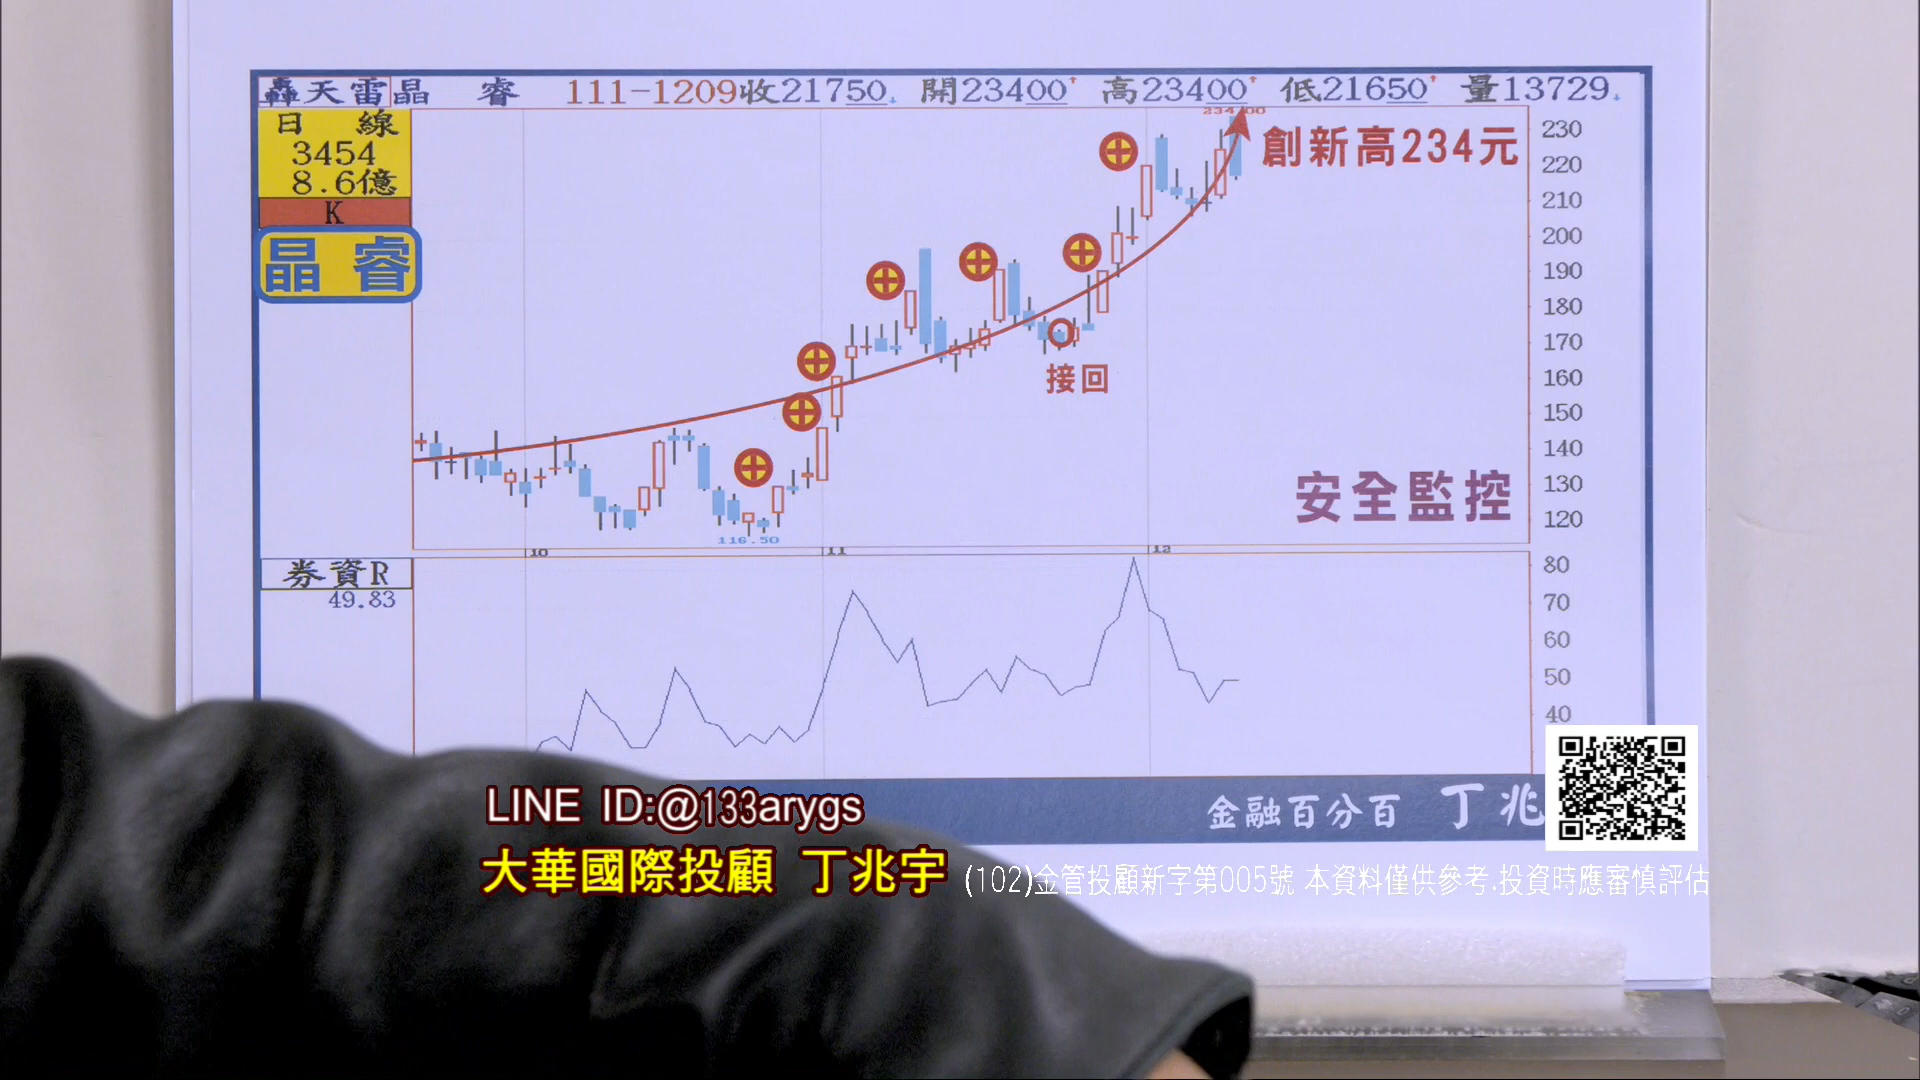 轟天雷晶 睿 111-1209收21750↓ 開23400↑ 高23400↑ 低21650↑ 量13729↓
日 線
3454
8.6億
K
晶 睿
234.00
創新高234元
230
220
210
200
190
180
170
160
150
140
130
120
接回
安全監控
116.50
10 11 12
券資R
49.83
80
70
60
50
40
金融百分百 丁兆
LINE ID:@133arygs
大華國際投顧 丁兆宇
(102)金管投顧新字第005號 本資料僅供參考.投資時應審慎評估